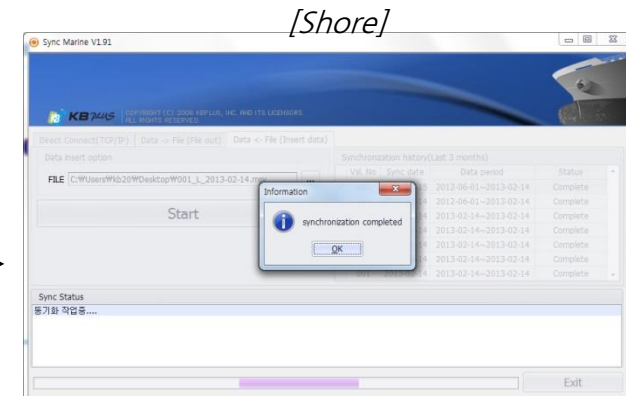 [Shore]
Sync Marine V1.91
KB PLUS
COPYRIGHT (C) 2006 KBPLUS, INC. AND ITS LICENSORS.
ALL RIGHTS RESERVED.
Direct Connect(TCP/IP) Data -> File (File out) Data <- File (Insert data)
Data insert option
Synchronization history(Last 3 months)
Vsl. No Sync date Data period Status
FILE C:₩Users₩kb20₩Desktop₩001_L_2013-02-14.
...
Information
synchronization completed
OK
Start
2012-06-01~2013-02-14 Complete
2012-06-01~2013-02-14 Complete
2013-02-14~2013-02-14 Complete
2013-02-14~2013-02-14 Complete
2013-02-14~2013-02-14 Complete
2013-02-14~2013-02-14 Complete
2013-02-14~2013-02-14 Complete
Sync Status
동기화 작업중....
Exit